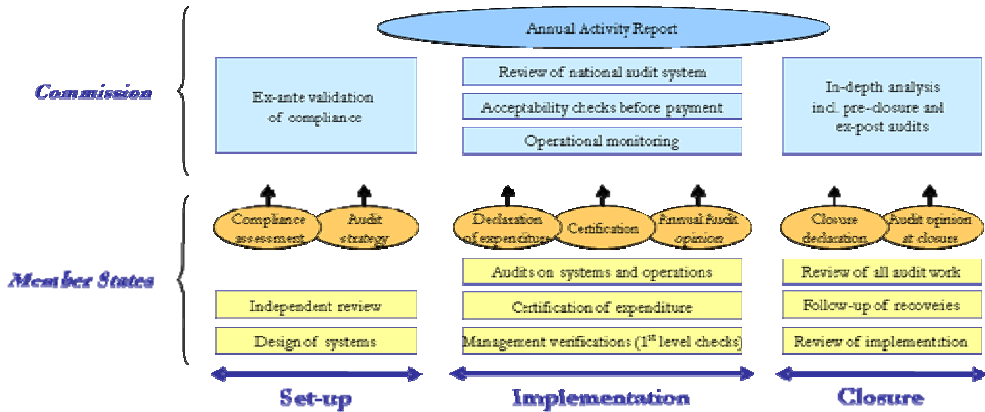 Annual Activity Report
Commission
Ex-ante validation
of compliance
Review of national audit system
Acceptability checks before payment
Operational monitoring
In-depth analysis
incl. pre-closure and
ex-post audits
Member States
Compliance
assessment
Audit
strategy
Declaration
of expenditure
Certification
Annual Audit
opinion
Closure
declaration
Audit opinion
at closure
Independent review
Design of systems
Audits on systems and operations
Certification of expenditure
Management verifications (1st level checks)
Review of all audit work
Follow-up of recoveries
Review of implementition
Set-up
Implementation
Closure